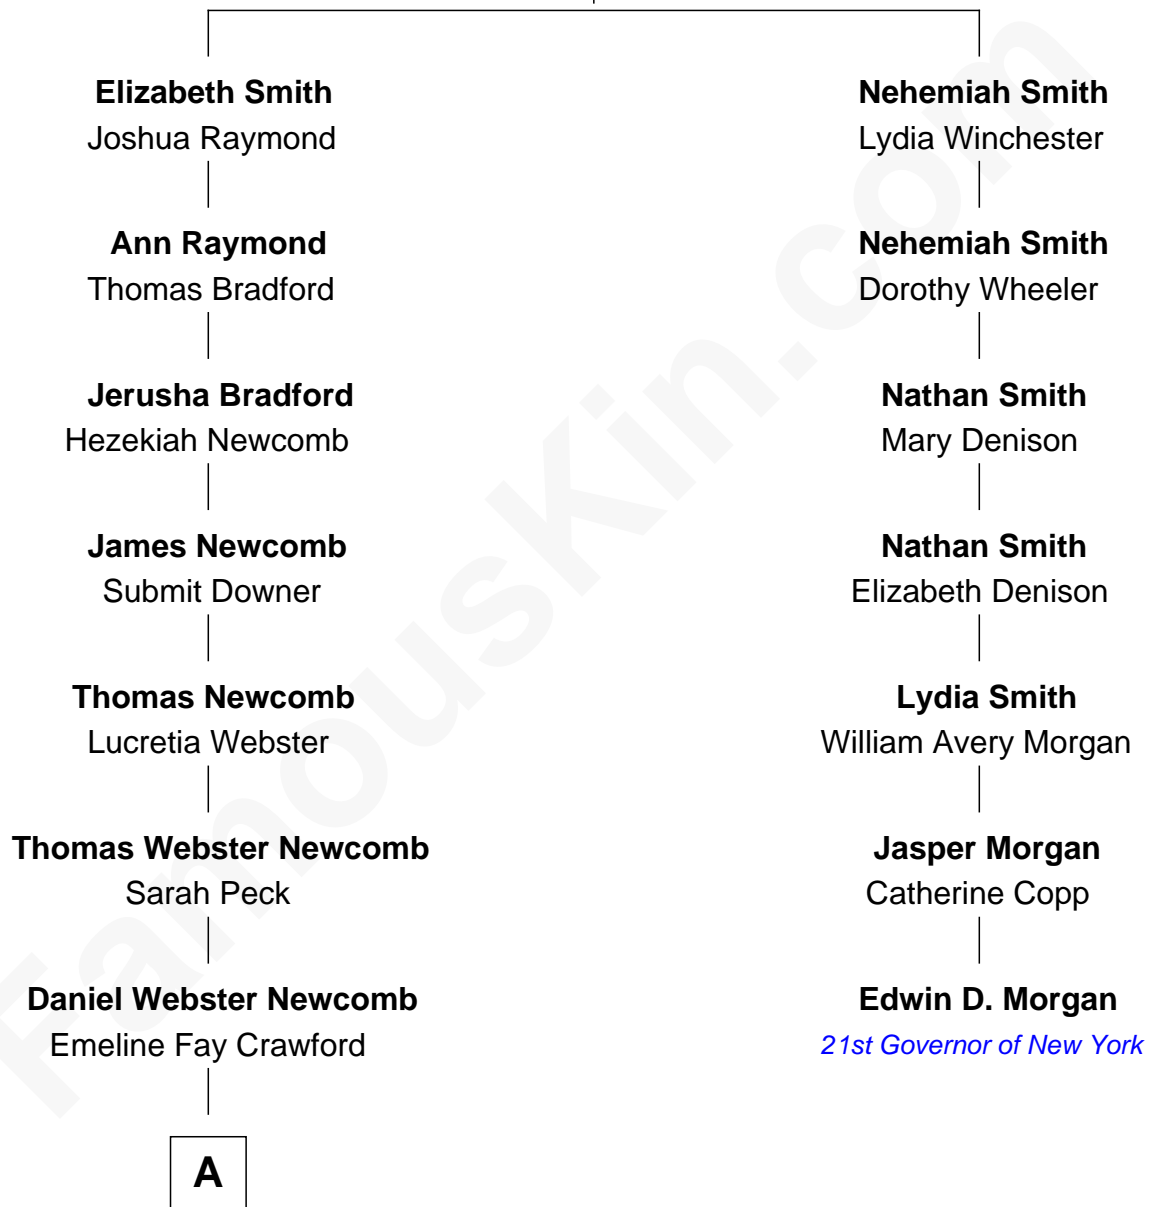 Elizabeth Smith
Joshua Raymond
Nehemiah Smith
Lydia Winchester
Ann Raymond
Thomas Bradford
Nehemiah Smith
Dorothy Wheeler
Jerusha Bradford
Hezekiah Newcomb
Nathan Smith
Mary Denison
James Newcomb
Submit Downer
Nathan Smith
Elizabeth Denison
Thomas Newcomb
Lucretia Webster
Lydia Smith
William Avery Morgan
Thomas Webster Newcomb
Sarah Peck
Jasper Morgan
Catherine Copp
Daniel Webster Newcomb
Emeline Fay Crawford
Edwin D. Morgan
21st Governor of New York
A
FamousKin.com